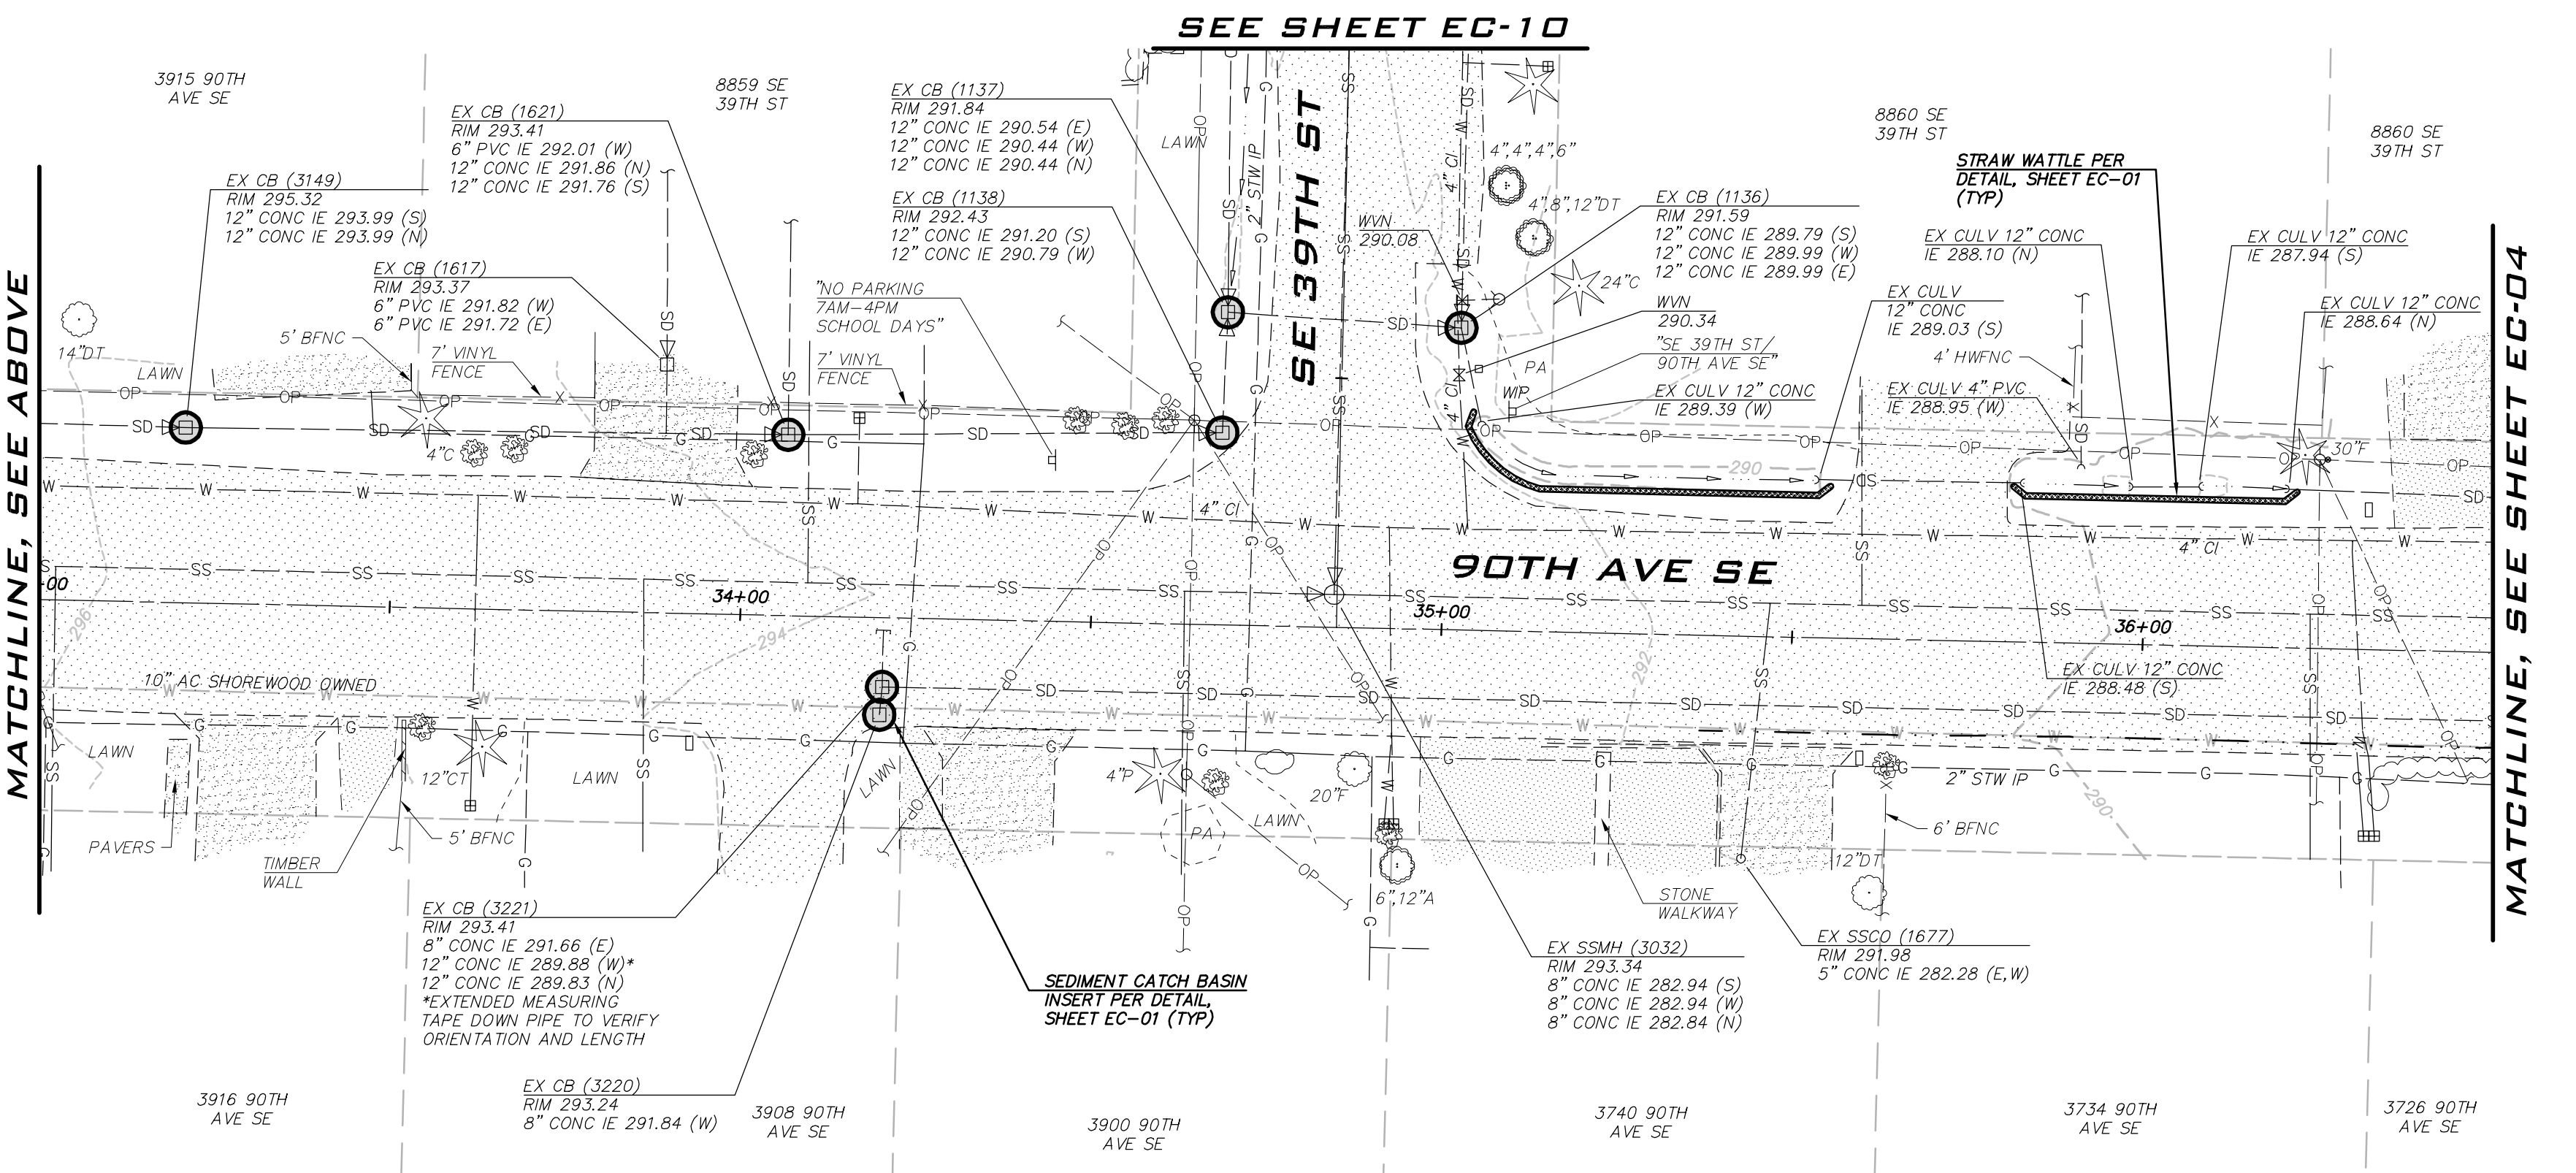 SEE SHEET EC-10
MATCHLINE, SEE ABOVE
MATCHLINE, SEE SHEET EC-04
SE 39TH ST
90TH AVE SE
3915 90TH
AVE SE
8859 SE
39TH ST
8860 SE
39TH ST
8860 SE
39TH ST
EX CB (3149)
RIM 295.32
12" CONC IE 293.99 (S)
12" CONC IE 293.99 (N)
EX CB (1621)
RIM 293.41
6" PVC IE 292.01 (W)
12" CONC IE 291.86 (N)
12" CONC IE 291.76 (S)
EX CB (1617)
RIM 293.37
6" PVC IE 291.82 (W)
6" PVC IE 291.72 (E)
EX CB (1137)
RIM 291.84
12" CONC IE 290.54 (E)
12" CONC IE 290.44 (W)
12" CONC IE 290.44 (N)
EX CB (1138)
RIM 292.43
12" CONC IE 291.20 (S)
12" CONC IE 290.79 (W)
"NO PARKING
7AM-4PM
SCHOOL DAYS"
5' BFNC
7' VINYL
FENCE
7' VINYL
FENCE
14"DT
LAWN
4"C
LAWN
2" STW IP
4" CI
4",4",4",6"
4",8",12"DT
WVN
290.08
24"C
EX CB (1136)
RIM 291.59
12" CONC IE 289.79 (S)
12" CONC IE 289.99 (W)
12" CONC IE 289.99 (E)
WVN
290.34
"SE 39TH ST/
90TH AVE SE"
PA
WIP
4" CI
EX CULV 12" CONC
IE 289.39 (W)
STRAW WATTLE PER
DETAIL, SHEET EC-01
(TYP)
EX CULV 12" CONC
IE 288.10 (N)
EX CULV 12" CONC
IE 287.94 (S)
EX CULV
12" CONC
IE 289.03 (S)
EX CULV 12" CONC
IE 288.64 (N)
4' HWFNC
EX CULV 4" PVC
IE 288.95 (W)
30"F
290
4" CI
4" CI
296
294
292
290
+00
34+00
35+00
36+00
EX CULV 12" CONC
IE 288.48 (S)
10" AC SHOREWOOD OWNED
LAWN
PAVERS
TIMBER
WALL
12"CT
5' BFNC
LAWN
LAWN
4"P
PA
LAWN
20"F
6",12"A
STONE
WALKWAY
12"DT
6' BFNC
2" STW IP
EX CB (3221)
RIM 293.41
8" CONC IE 291.66 (E)
12" CONC IE 289.88 (W)*
12" CONC IE 289.83 (N)
*EXTENDED MEASURING
TAPE DOWN PIPE TO VERIFY
ORIENTATION AND LENGTH
EX CB (3220)
RIM 293.24
8" CONC IE 291.84 (W)
SEDIMENT CATCH BASIN
INSERT PER DETAIL,
SHEET EC-01 (TYP)
EX SSMH (3032)
RIM 293.34
8" CONC IE 282.94 (S)
8" CONC IE 282.94 (W)
8" CONC IE 282.84 (N)
EX SSCO (1677)
RIM 291.98
5" CONC IE 282.28 (E,W)
3916 90TH
AVE SE
3908 90TH
AVE SE
3900 90TH
AVE SE
3740 90TH
AVE SE
3734 90TH
AVE SE
3726 90TH
AVE SE